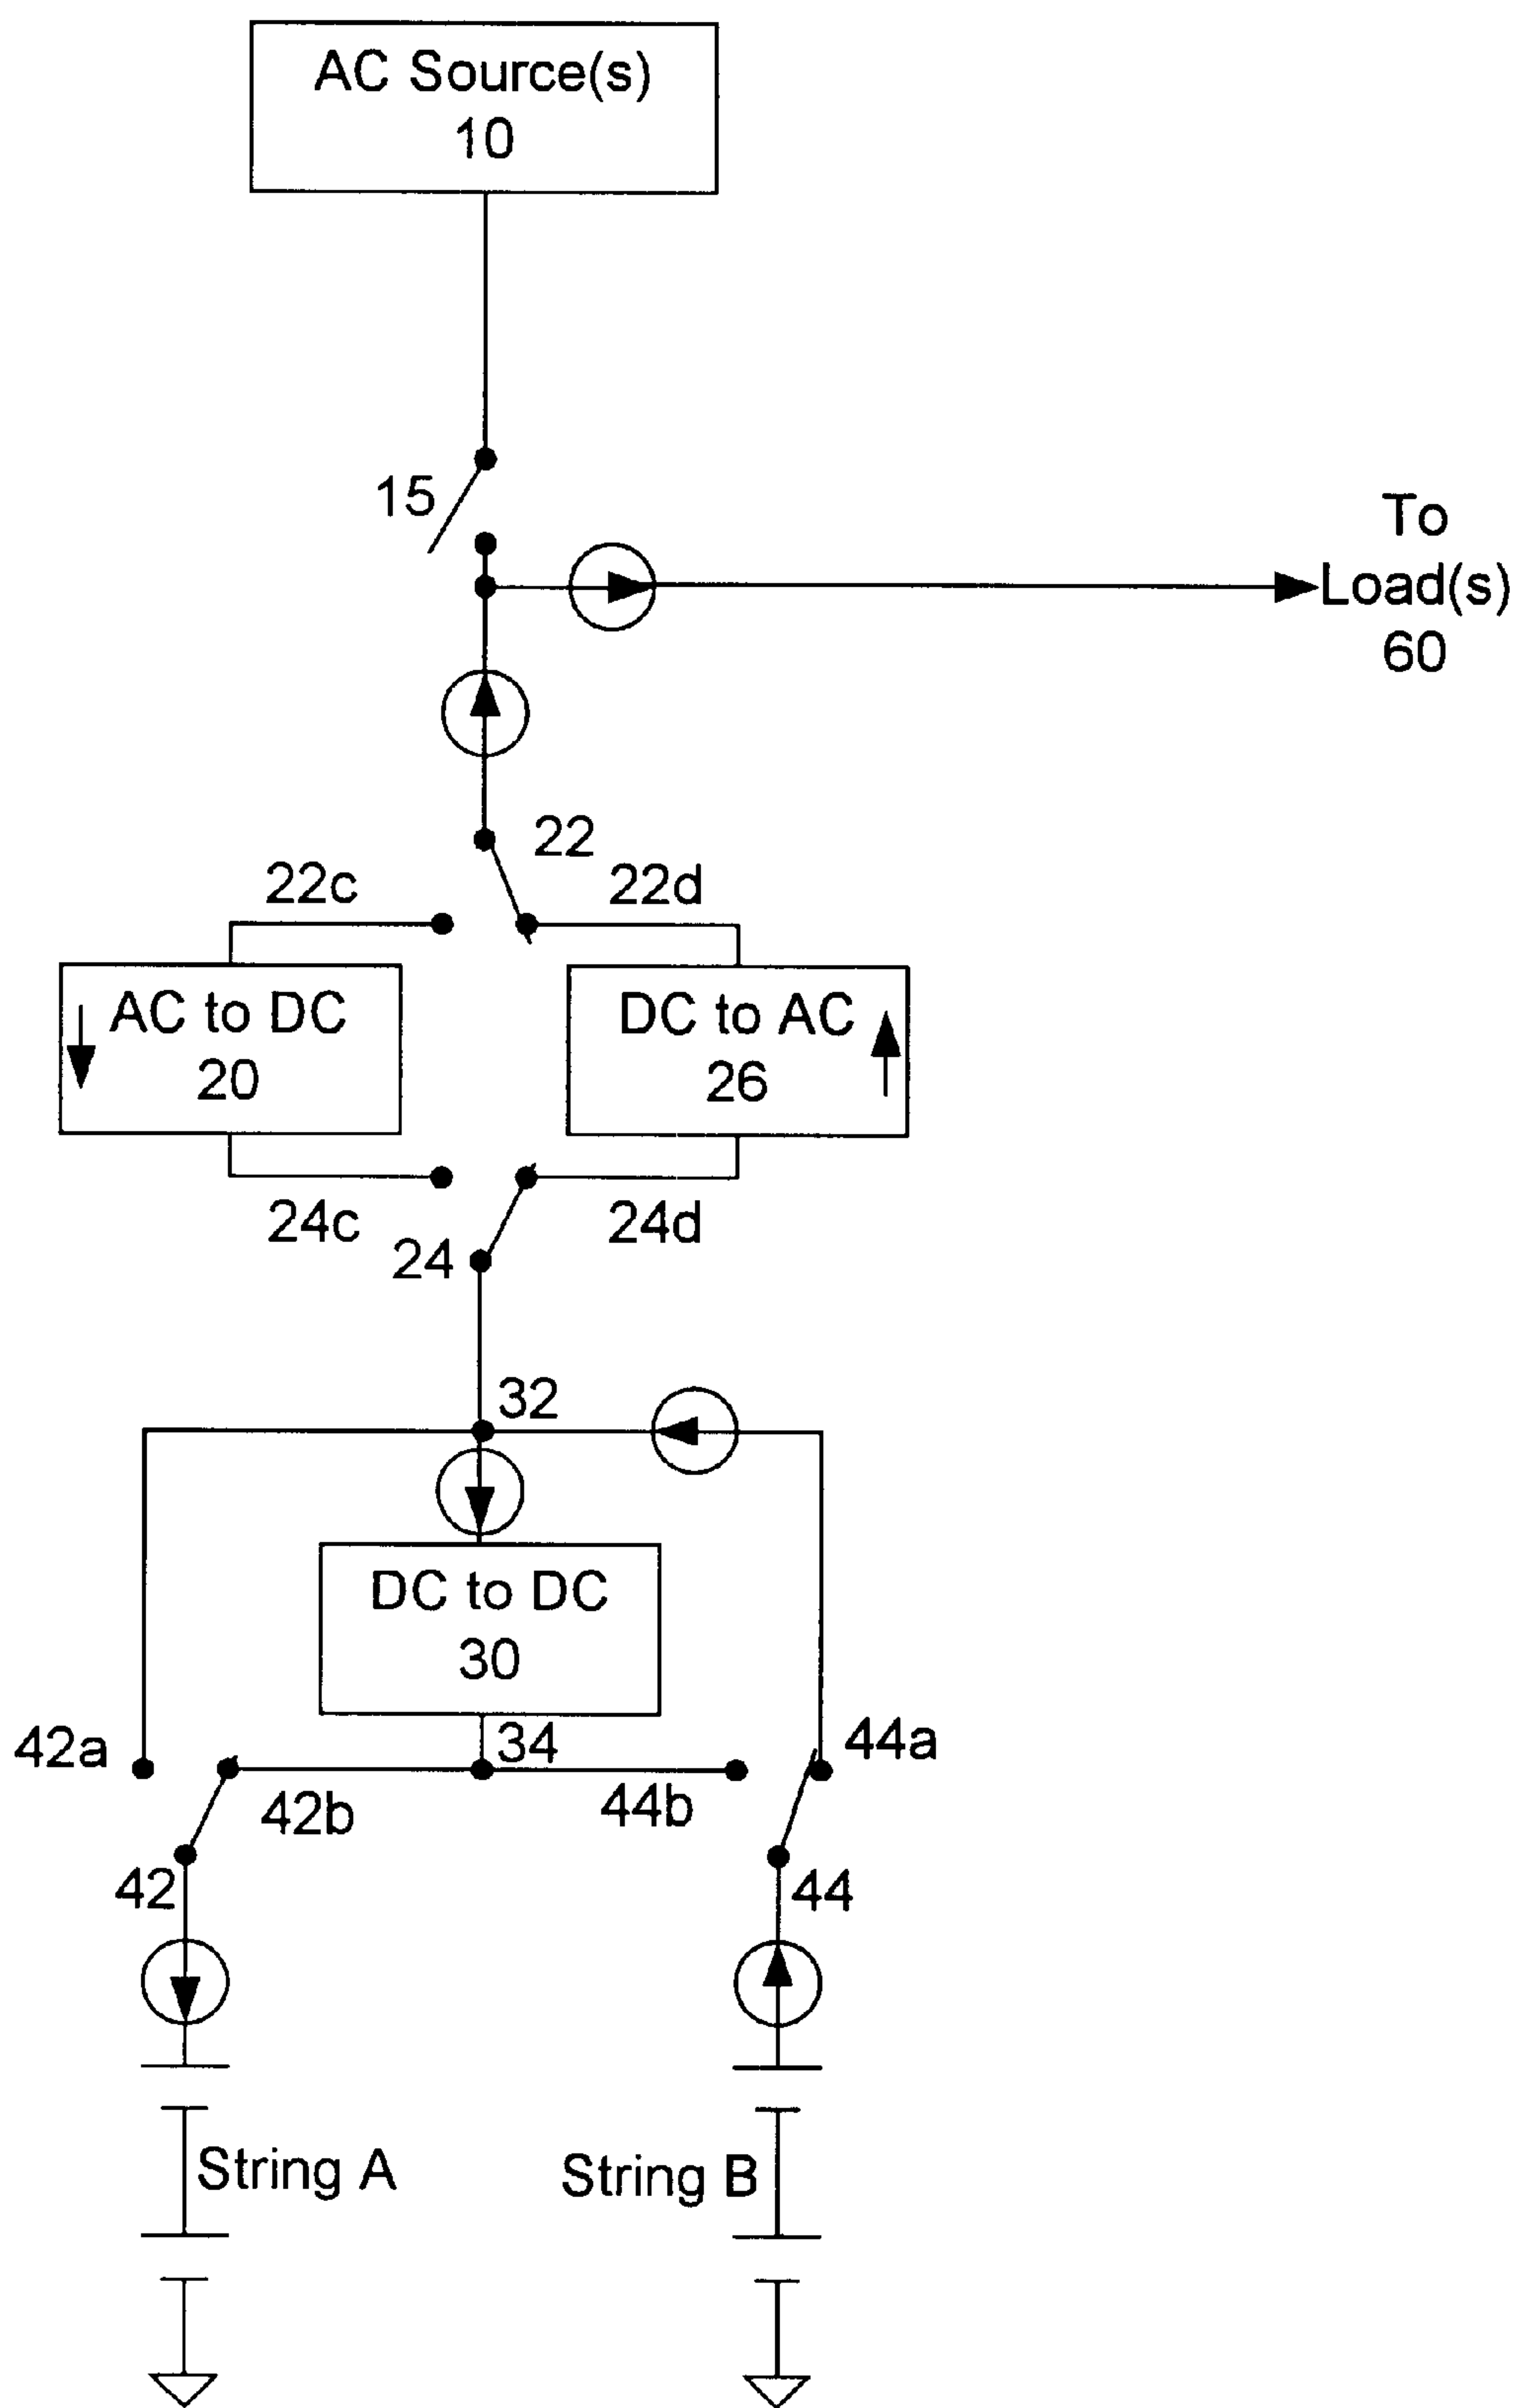 AC Source(s)
10
15
To
Load(s)
60
22
22c
22d
AC to DC
20
DC to AC
26
24c
24d
24
32
DC to DC
30
42a
34
44a
42b
44b
42
44
String A
String B